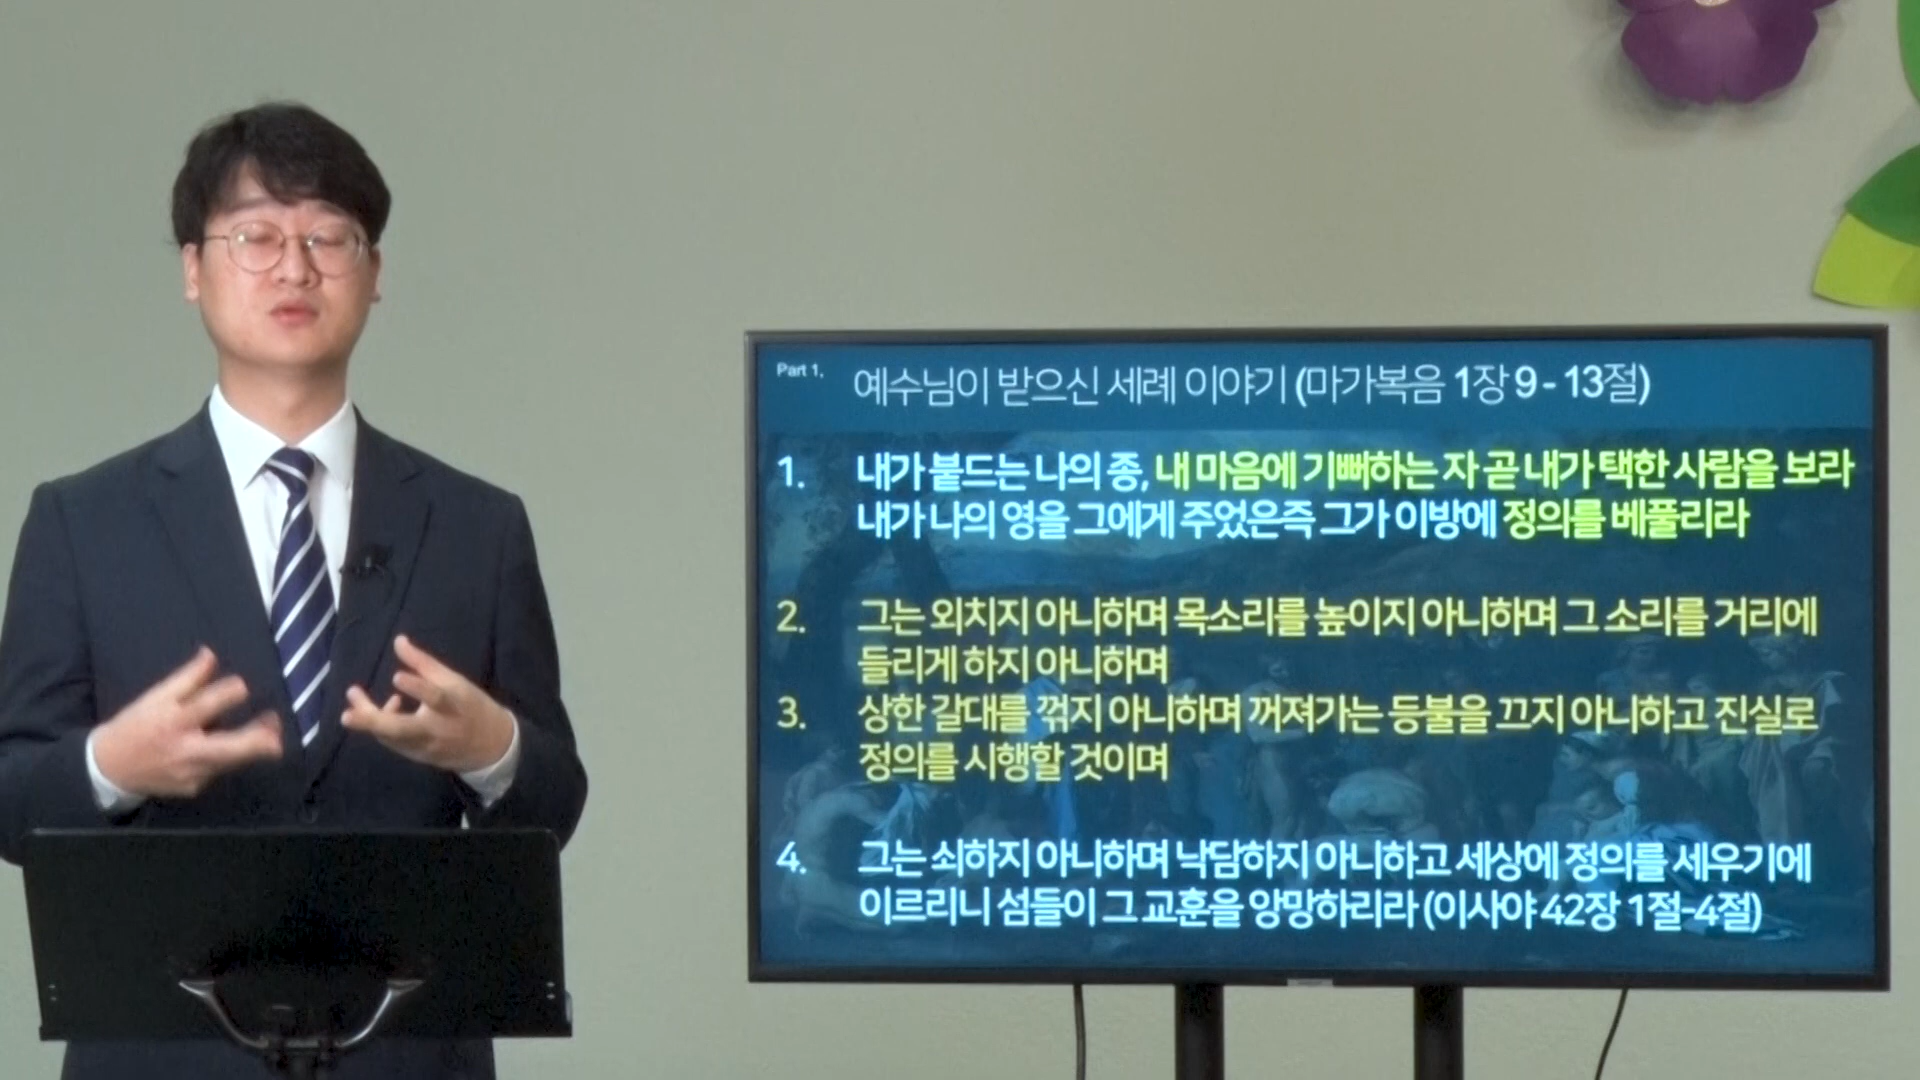 Part 1. 예수님이 받으신 세례 이야기 (마가복음 1장 9 - 13절)
1. 내가 붙드는 나의 종, 내 마음에 기뻐하는 자 곧 내가 택한 사람을 보라
내가 나의 영을 그에게 주었은즉 그가 이방에 정의를 베풀리라
2. 그는 외치지 아니하며 목소리를 높이지 아니하며 그 소리를 거리에
들리게 하지 아니하며
3. 상한 갈대를 꺾지 아니하며 꺼져가는 등불을 끄지 아니하고 진실로
정의를 시행할 것이며
4. 그는 쇠하지 아니하며 낙담하지 아니하고 세상에 정의를 세우기에
이르리니 섬들이 그 교훈을 앙망하리라 (이사야 42장 1절-4절)